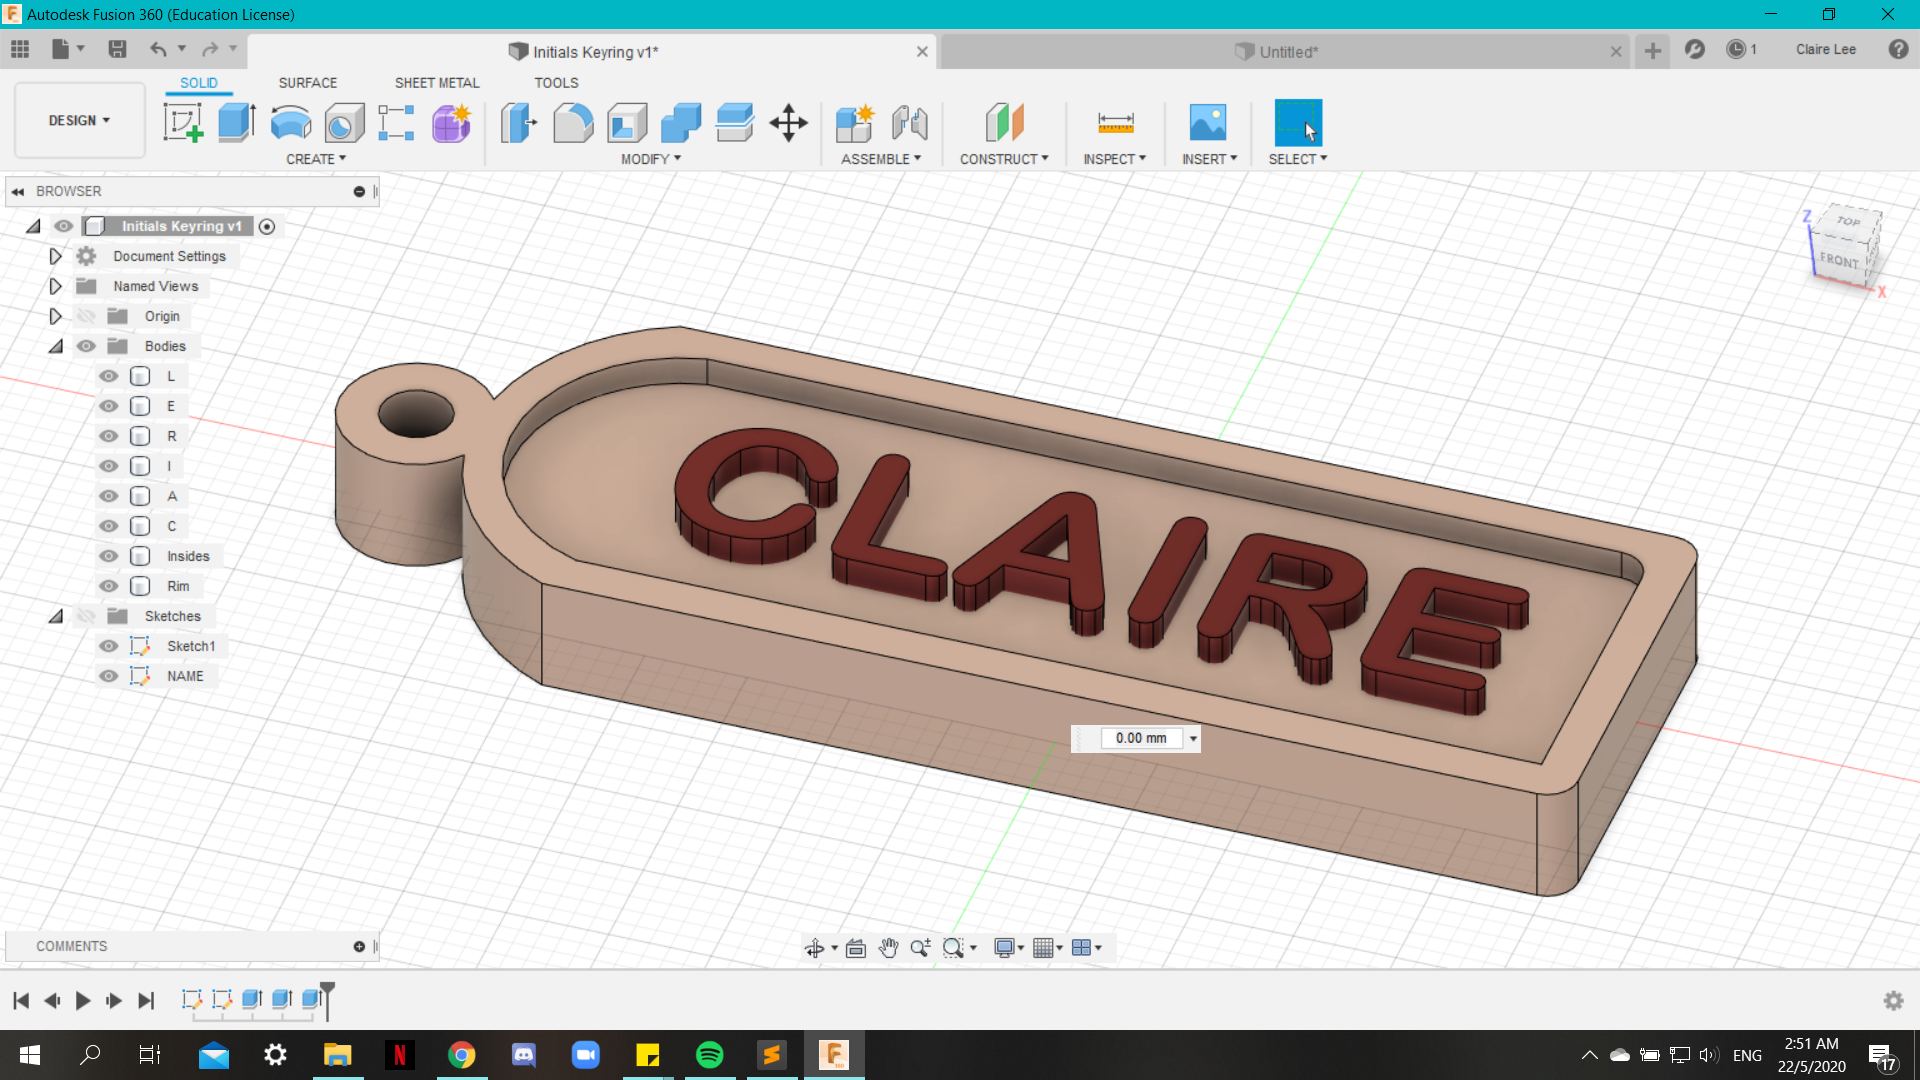 Autodesk Fusion 360 (Education License)
Initials Keyring v1*
Untitled*
1
Claire Lee
DESIGN
SOLID
SURFACE
SHEET METAL
TOOLS
CREATE
MODIFY
ASSEMBLE
CONSTRUCT
INSPECT
INSERT
SELECT
BROWSER
Initials Keyring v1
Document Settings
Named Views
Origin
Bodies
L
E
R
I
A
C
Insides
Rim
Sketches
Sketch1
NAME
Z
TOP
FRONT
X
CLAIRE
0.00 mm
COMMENTS
ENG
2:51 AM
22/5/2020
17